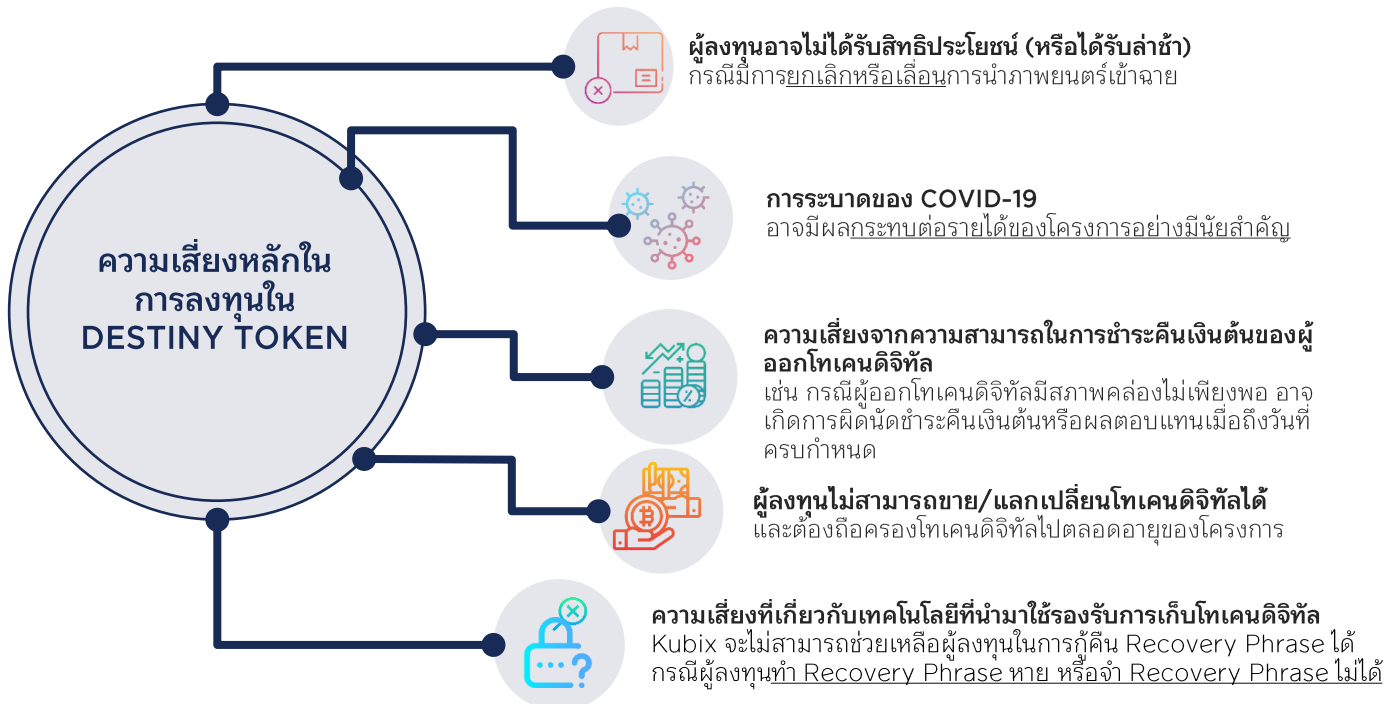 ความเสี่ยงหลักใน
การลงทุนใน
DESTINY TOKEN
ผู้ลงทุนอาจไม่ได้รับสิทธิประโยชน์ (หรือได้รับล่าช้า)
กรณีมีการยกเลิกหรือเลื่อนการนำภาพยนตร์เข้าฉาย
การระบาดของ COVID-19
อาจมีผลกระทบต่อรายได้ของโครงการอย่างมีนัยสำคัญ
ความเสี่ยงจากความสามารถในการชำระคืนเงินต้นของผู้
ออกโทเคนดิจิทัล
เช่น กรณีผู้ออกโทเคนดิจิทัลมีสภาพคล่องไม่เพียงพอ อาจ
เกิดการผิดนัดชำระคืนเงินต้นหรือผลตอบแทนเมื่อถึงวันที่
ครบกำหนด
ผู้ลงทุนไม่สามารถขาย/แลกเปลี่ยนโทเคนดิจิทัลได้
และต้องถือครองโทเคนดิจิทัลไปตลอดอายุของโครงการ
ความเสี่ยงที่เกี่ยวกับเทคโนโลยีที่นำมาใช้รองรับการเก็บโทเคนดิจิทัล
Kubix จะไม่สามารถช่วยเหลือผู้ลงทุนในการกู้คืน Recovery Phrase ได้
กรณีผู้ลงทุนทำ Recovery Phrase หาย หรือจำ Recovery Phrase ไม่ได้